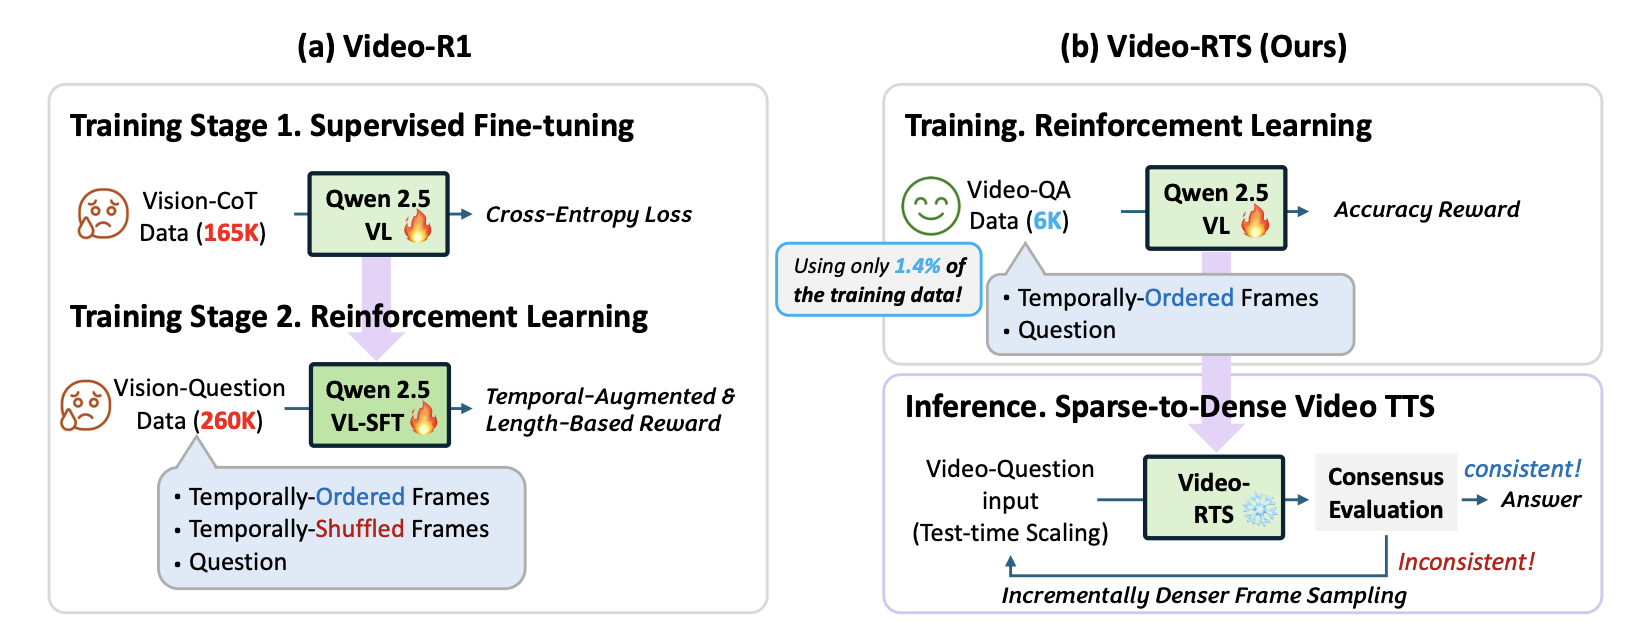 (a) Video-R1
Training Stage 1. Supervised Fine-tuning
Vision-CoT
Data (165K)
Qwen 2.5
VL
Cross-Entropy Loss
Training Stage 2. Reinforcement Learning
Vision-Question
Data (260K)
Qwen 2.5
VL-SFT
Temporal-Augmented &
Length-Based Reward
• Temporally-Ordered Frames
• Temporally-Shuffled Frames
• Question
(b) Video-RTS (Ours)
Training. Reinforcement Learning
Video-QA
Data (6K)
Qwen 2.5
VL
Accuracy Reward
Using only 1.4% of
the training data!
• Temporally-Ordered Frames
• Question
Inference. Sparse-to-Dense Video TTS
Video-Question
input
(Test-time Scaling)
Video-
RTS
Consensus
Evaluation
consistent!
Answer
Inconsistent!
Incrementally Denser Frame Sampling